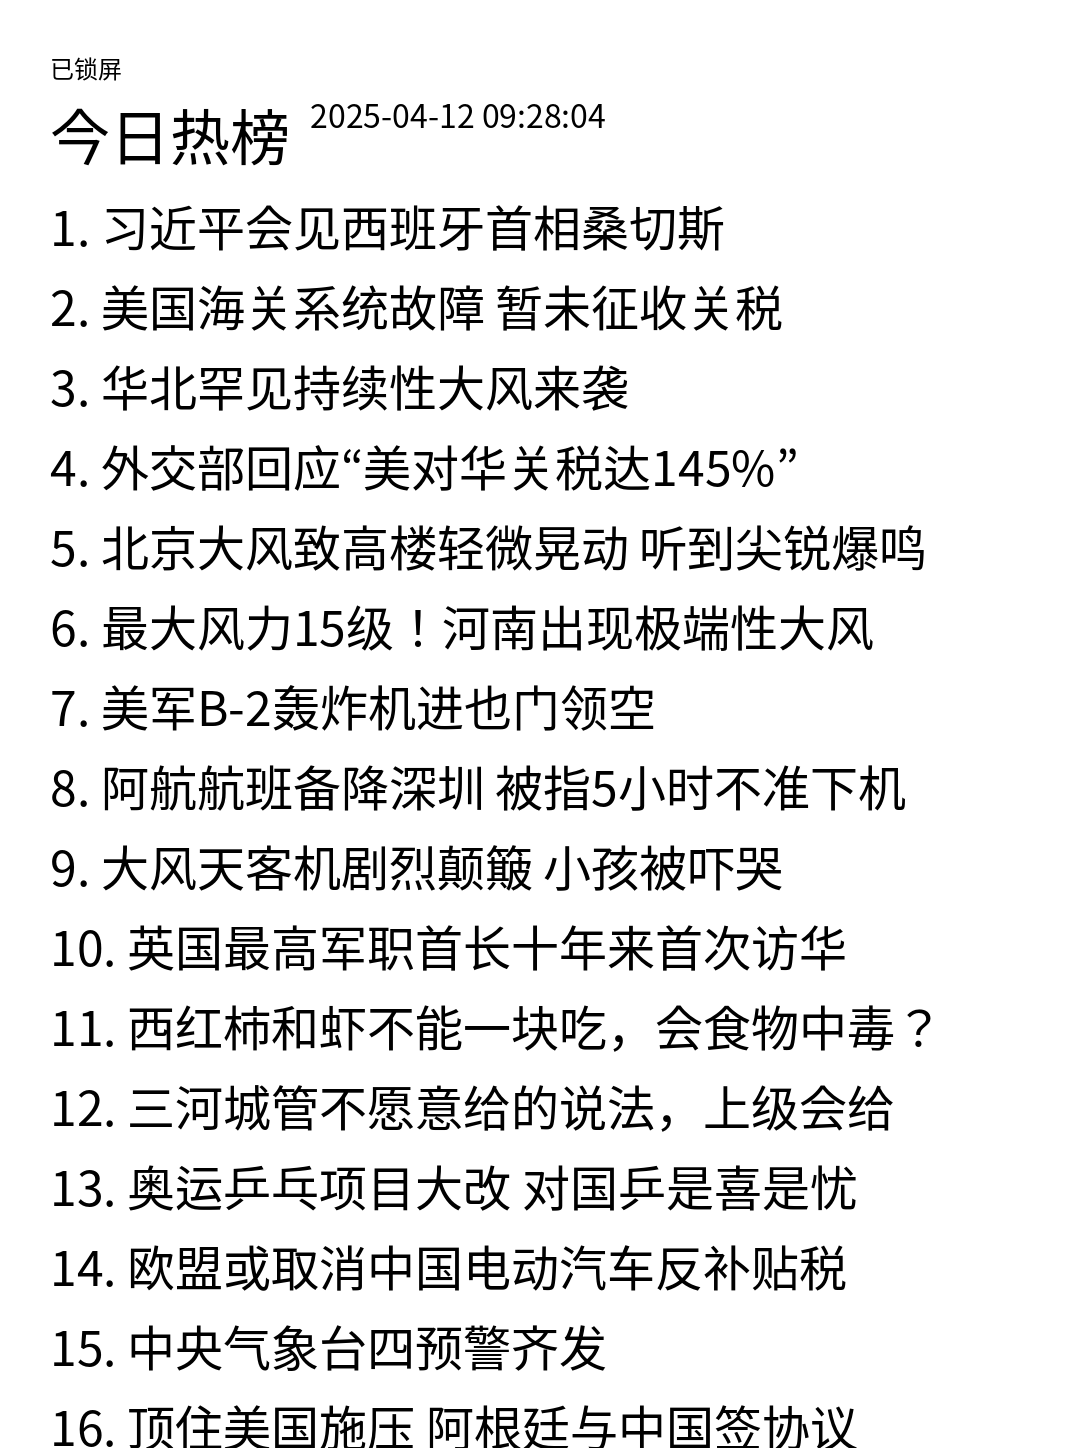 已锁屏
今日热榜 2025-04-12 09:28:04
1. 习近平会见西班牙首相桑切斯
2. 美国海关系统故障 暂未征收关税
3. 华北罕见持续性大风来袭
4. 外交部回应“美对华关税达145%”
5. 北京大风致高楼轻微晃动 听到尖锐爆鸣
6. 最大风力15级！河南出现极端性大风
7. 美军B-2轰炸机进也门领空
8. 阿航航班备降深圳 被指5小时不准下机
9. 大风天客机剧烈颠簸 小孩被吓哭
10. 英国最高军职首长十年来首次访华
11. 西红柿和虾不能一块吃，会食物中毒？
12. 三河城管不愿意给的说法，上级会给
13. 奥运乒乓项目大改 对国乒是喜是忧
14. 欧盟或取消中国电动汽车反补贴税
15. 中央气象台四预警齐发
16. 顶住美国施压 阿根廷与中国签协议